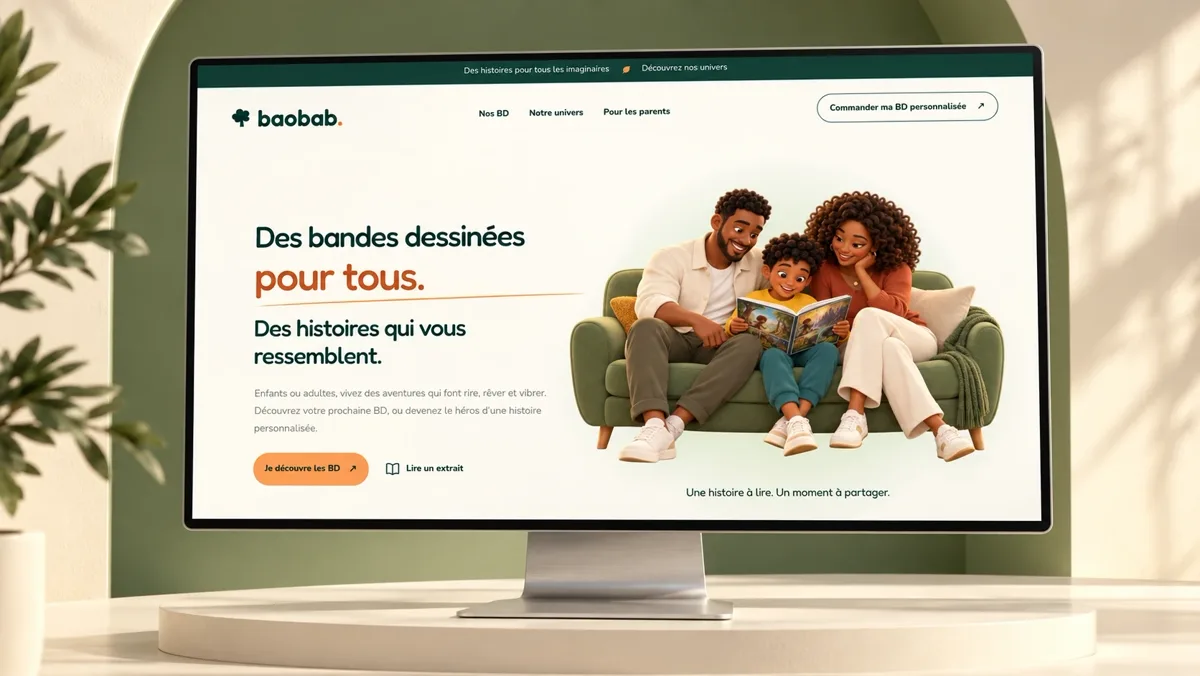 Des histoires pour tous les imaginaires Découvrez nos univers
baobab.
Nos BD Notre univers Pour les parents
Commander ma BD personnalisée ↗
Des bandes dessinées
pour tous.
Des histoires qui vous
ressemblent.
Enfants ou adultes, vivez des aventures qui font rire, rêver et vibrer.
Découvrez votre prochaine BD, ou devenez le héros d'une histoire
personnalisée.
Je découvre les BD ↗ Lire un extrait
Une histoire à lire. Un moment à partager.